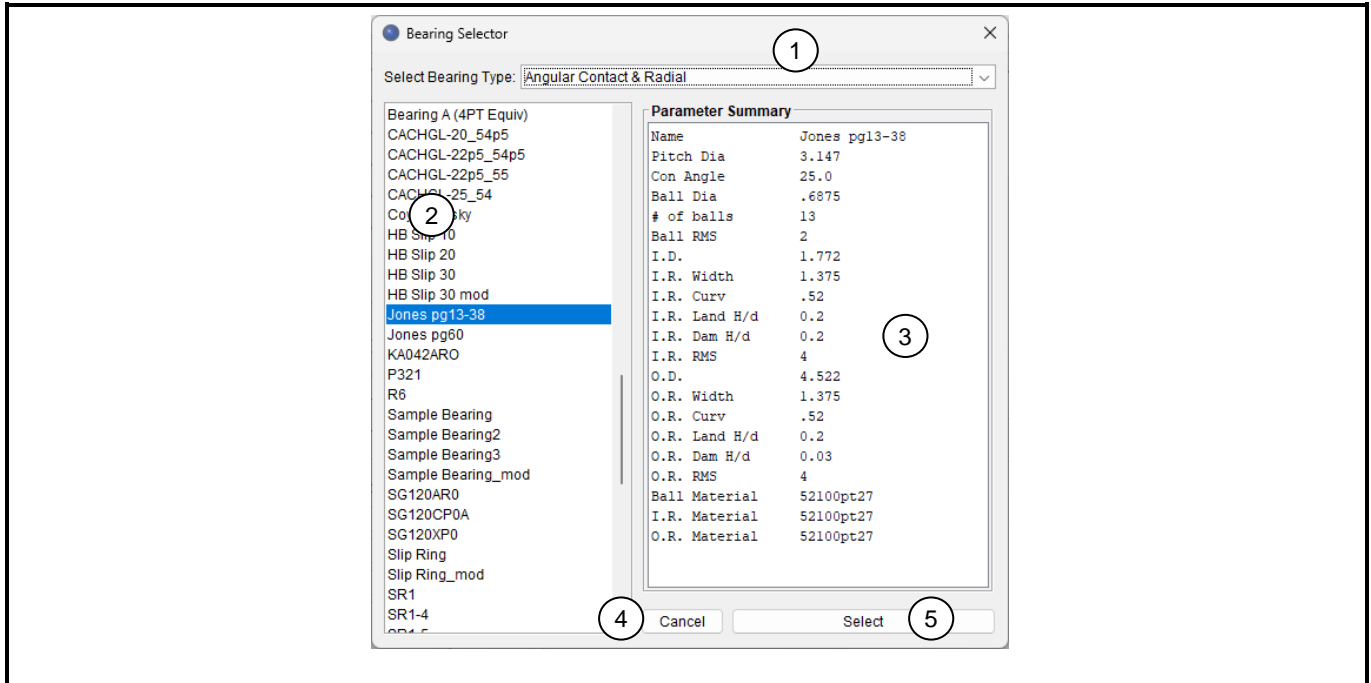 Bearing Selector
1
Select Bearing Type: Angular Contact & Radial
Bearing A (4PT Equiv)
CACHGL-20_54p5
CACHGL-22p5_54p5
CACHGL-22p5_55
CACHGL-25_54
2
HB Slip 10
HB Slip 20
HB Slip 30
HB Slip 30 mod
Jones pg13-38
Jones pg60
KA042ARO
P321
R6
Sample Bearing
Sample Bearing2
Sample Bearing3
Sample Bearing_mod
SG120AR0
SG120CP0A
SG120XP0
Slip Ring
Slip Ring_mod
SR1
SR1-4
Parameter Summary
Name Jones pg13-38
Pitch Dia 3.147
Con Angle 25.0
Ball Dia .6875
# of balls 13
Ball RMS 2
I.D. 1.772
I.R. Width 1.375
I.R. Curv .52
I.R. Land H/d 0.2
I.R. Dam H/d 0.2
I.R. RMS 4
O.D. 4.522
O.R. Width 1.375
O.R. Curv .52
O.R. Land H/d 0.2
O.R. Dam H/d 0.03
O.R. RMS 4
Ball Material 52100pt27
I.R. Material 52100pt27
O.R. Material 52100pt27
3
4
Cancel
Select
5